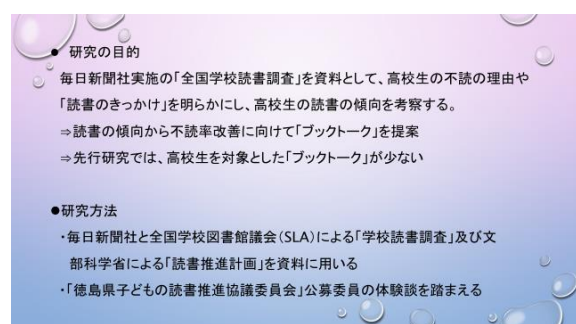 ● 研究の目的
毎日新聞社実施の「全国学校読書調査」を資料として、高校生の不読の理由や
「読書のきっかけ」を明らかにし、高校生の読書の傾向を考察する。
⇒読書の傾向から不読率改善に向けて「ブックトーク」を提案
⇒先行研究では、高校生を対象とした「ブックトーク」が少ない
●研究方法
・毎日新聞社と全国学校図書館議会(SLA)による「学校読書調査」及び文
部科学省による「読書推進計画」を資料に用いる
・「徳島県子どもの読書推進協議委員会」公募委員の体験談を踏まえる